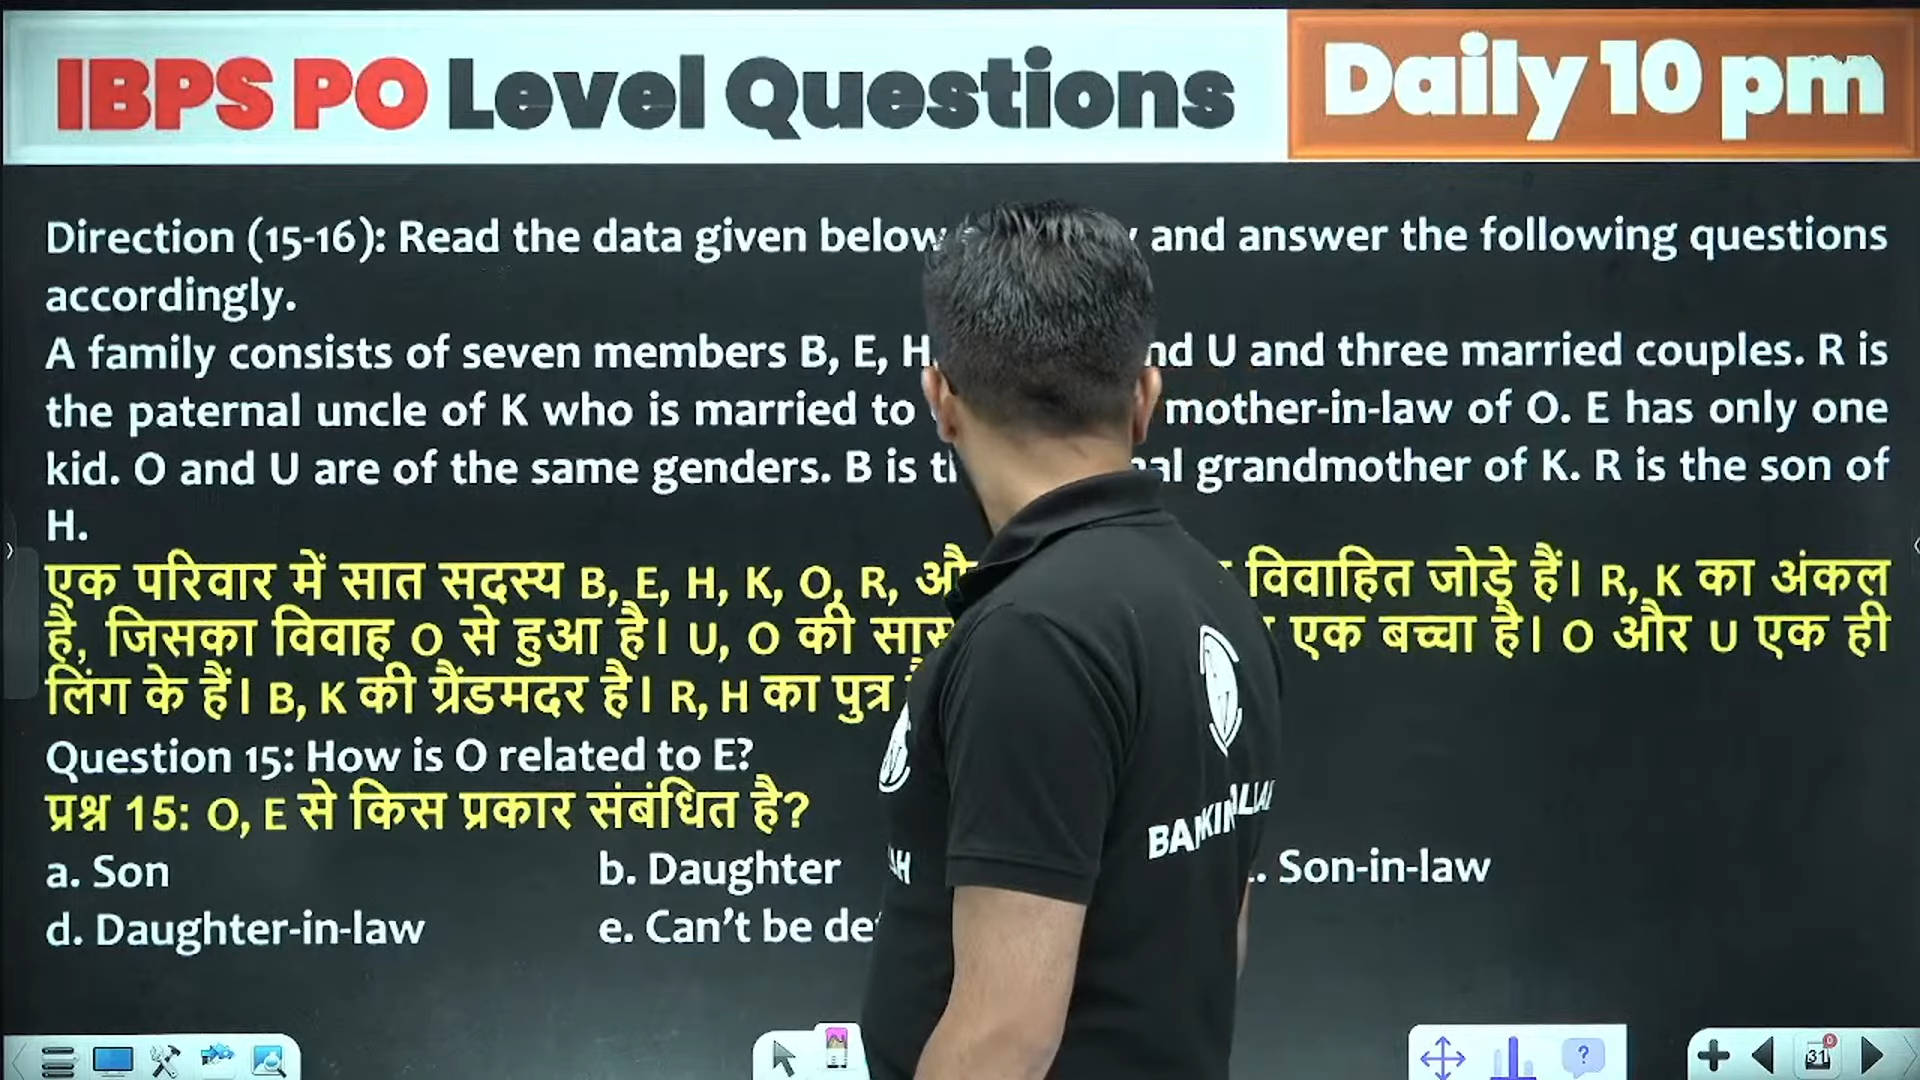 IBPS PO Level Questions
Daily 10 pm
Direction (15-16): Read the data given below and answer the following questions
accordingly.
A family consists of seven members B, E, H, and U and three married couples. R is
the paternal uncle of K who is married to mother-in-law of O. E has only one
kid. O and U are of the same genders. B is grandmother of K. R is the son of
H.
एक परिवार में सात सदस्य B, E, H, K, O, R, विवाहित जोड़े हैं। R, K का अंकल
है, जिसका विवाह O से हुआ है। U, O की एक बच्चा है। O और U एक ही
लिंग के हैं। B, K की ग्रैंडमदर है। R, H का पुत्र
Question 15: How is O related to E?
प्रश्न 15: O, E से किस प्रकार संबंधित है?
a. Son
b. Daughter
Son-in-law
d. Daughter-in-law
e. Can't be
31